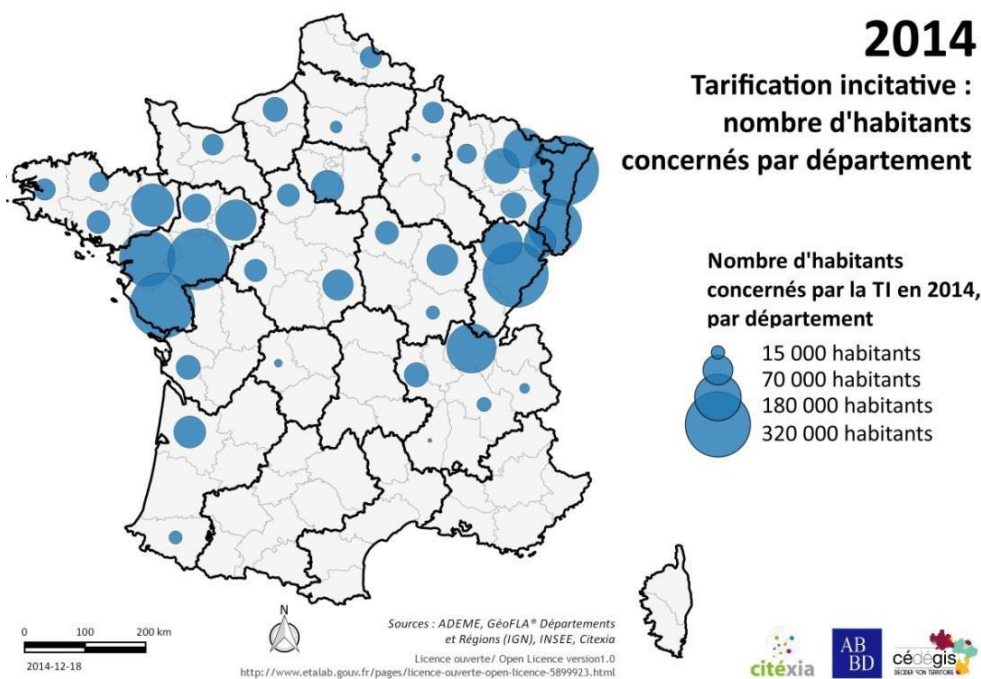 2014
Tarification incitative :
nombre d'habitants
concernés par département
Nombre d'habitants
concernés par la TI en 2014,
par département
15 000 habitants
70 000 habitants
180 000 habitants
320 000 habitants
N
0 100 200 km
2014-12-18
Sources : ADEME, GéoFLA® Départements
et Régions (IGN), INSEE, Citexia
Licence ouverte/ Open Licence version1.0
http://www.etalab.gouv.fr/pages/licence-ouverte-open-licence-5899923.html
citéxia
AB
BD
cédégis
DÉCIDER SON TERRITOIRE